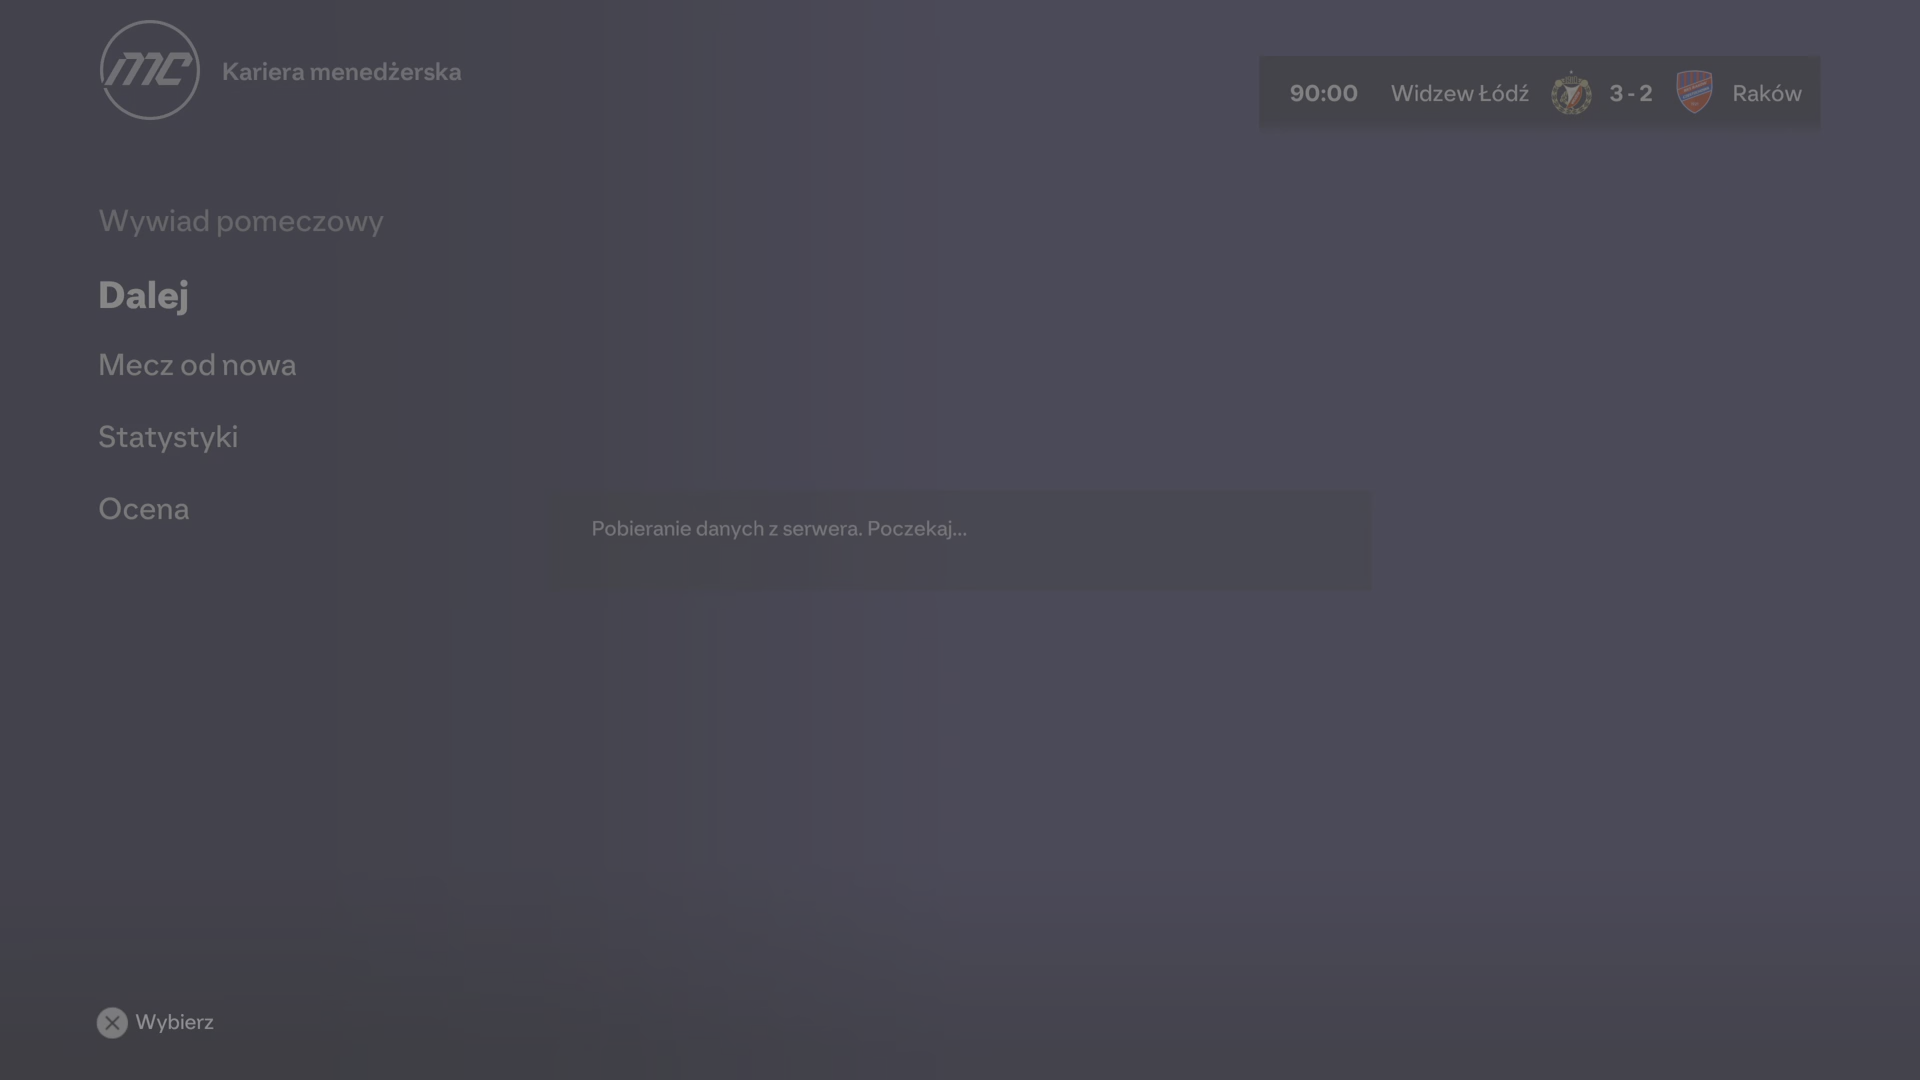 MC Kariera menedżerska
90:00 Widzew Łódź 3 - 2 Raków
Wywiad pomeczowy
Dalej
Mecz od nowa
Statystyki
Ocena
Pobieranie danych z serwera. Poczekaj...
Wybierz